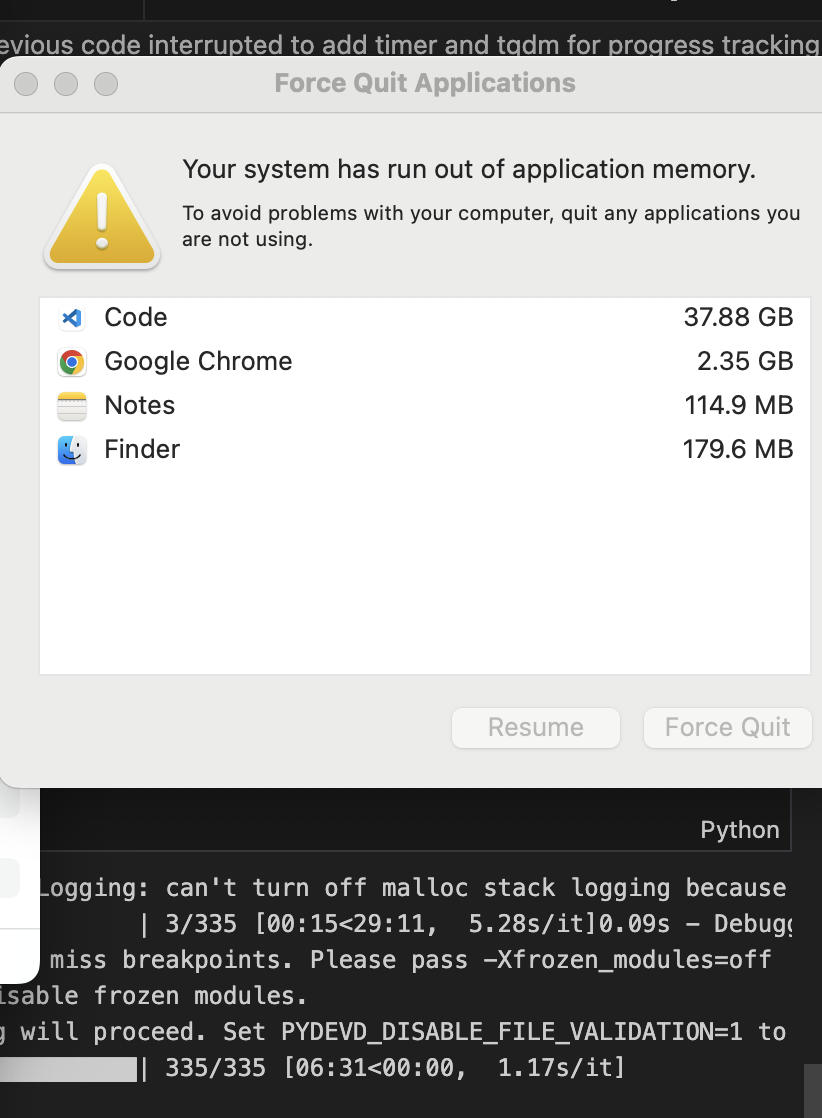 evious code interrupted to add timer and tqdm for progress tracking
Force Quit Applications
Your system has run out of application memory.
To avoid problems with your computer, quit any applications you
are not using.
Code 37.88 GB
Google Chrome 2.35 GB
Notes 114.9 MB
Finder 179.6 MB
Resume Force Quit
Python
Logging: can't turn off malloc stack logging because
| 3/335 [00:15<29:11, 5.28s/it]0.09s - Debugg
miss breakpoints. Please pass -Xfrozen_modules=off
isable frozen modules.
g will proceed. Set PYDEVD_DISABLE_FILE_VALIDATION=1 to
| 335/335 [06:31<00:00, 1.17s/it]